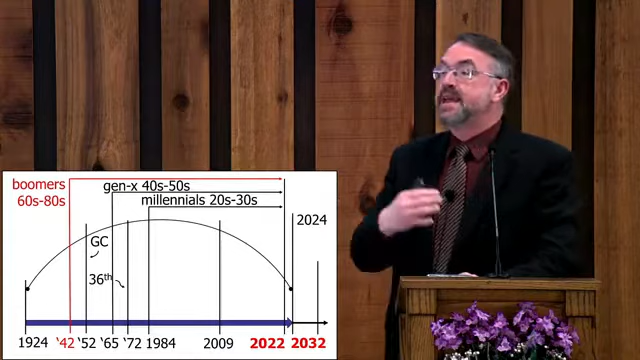 boomers
60s-80s
gen-x 40s-50s
millennials 20s-30s
2024
GC
36th
1924 '42 '52 '65 '72 1984 2009 2022 2032